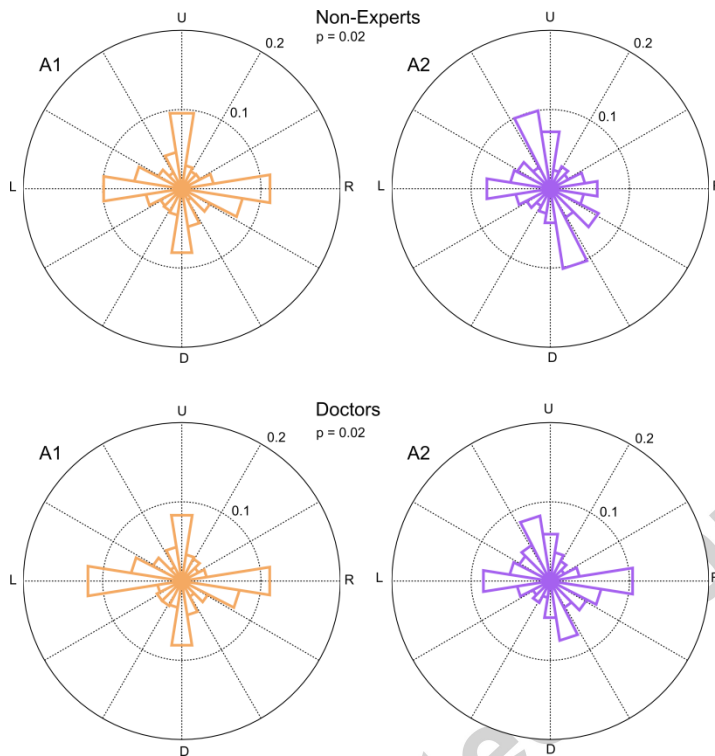 Non-Experts
p = 0.02
A1
U
0.2
0.1
L
R
D
A2
0.2
0.1
L
D
Doctors
p = 0.02
A1
U
0.2
0.1
L
R
D
A2
U
0.2
0.1
L
D